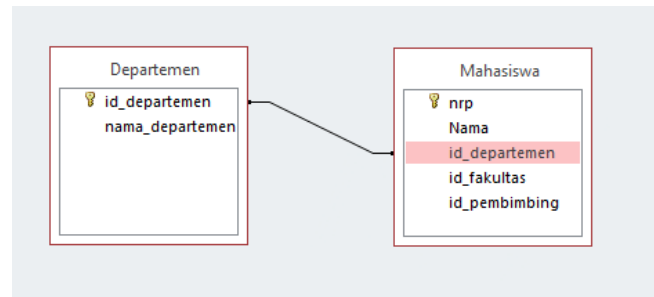 Departemen
id_departemen
nama_departemen
Mahasiswa
nrp
Nama
id_departemen
id_fakultas
id_pembimbing